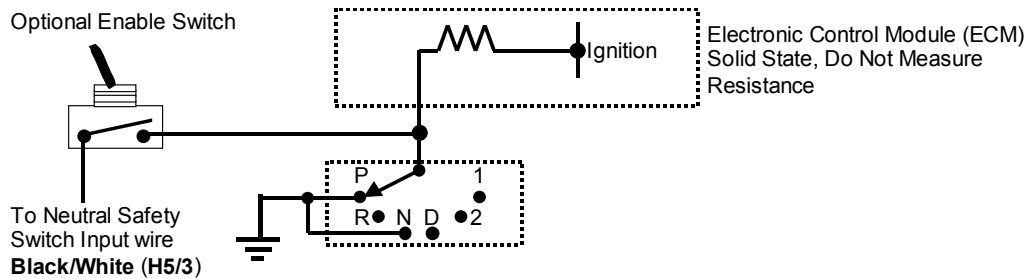 Optional Enable Switch
Ignition
Electronic Control Module (ECM)
Solid State, Do Not Measure
Resistance
P
1
R
N
D
2
To Neutral Safety
Switch Input wire
Black/White (H5/3)